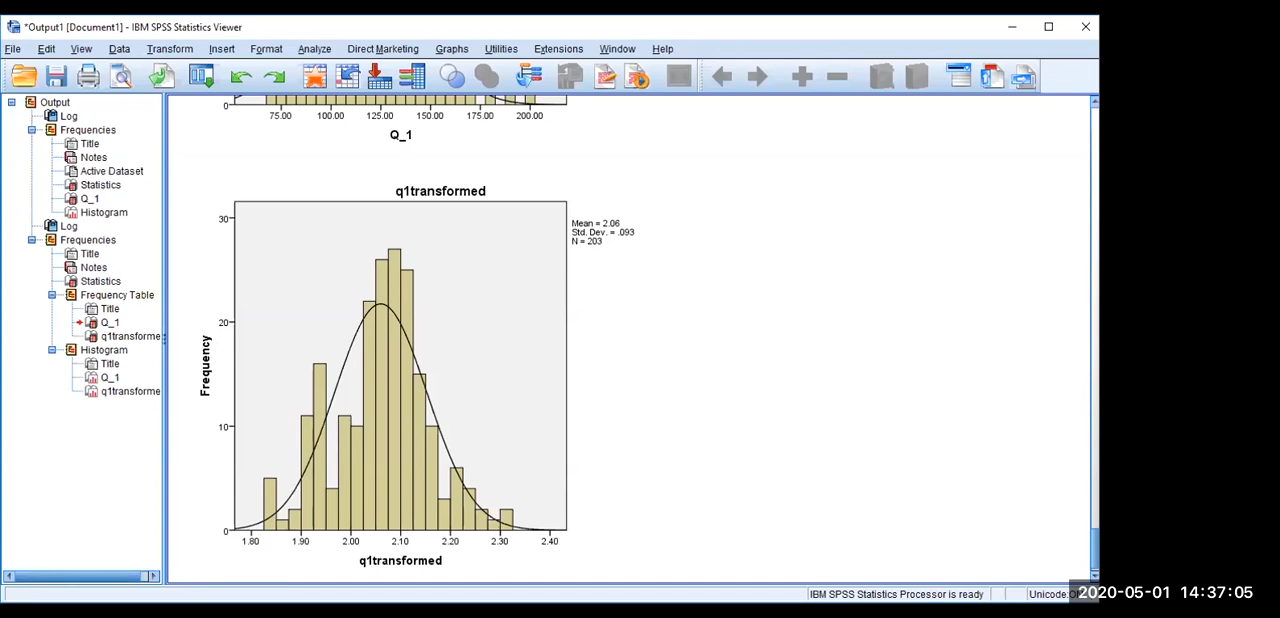 *Output1 [Document1] - IBM SPSS Statistics Viewer
File Edit View Data Transform Insert Format Analyze Direct Marketing Graphs Utilities Extensions Window Help
Output
Log
Frequencies
Title
Notes
Active Dataset
Statistics
Q_1
Histogram
Log
Frequencies
Title
Notes
Statistics
Frequency Table
Title
Q_1
q1transforme
Histogram
Title
Q_1
q1transforme
0
75.00 100.00 125.00 150.00 175.00 200.00
Q_1
q1transformed
Mean = 2.06
Std. Dev. = .093
N = 203
30
20
10
0
Frequency
1.80 1.90 2.00 2.10 2.20 2.30 2.40
q1transformed
IBM SPSS Statistics Processor is ready
Unicode:
2020-05-01 14:37:05